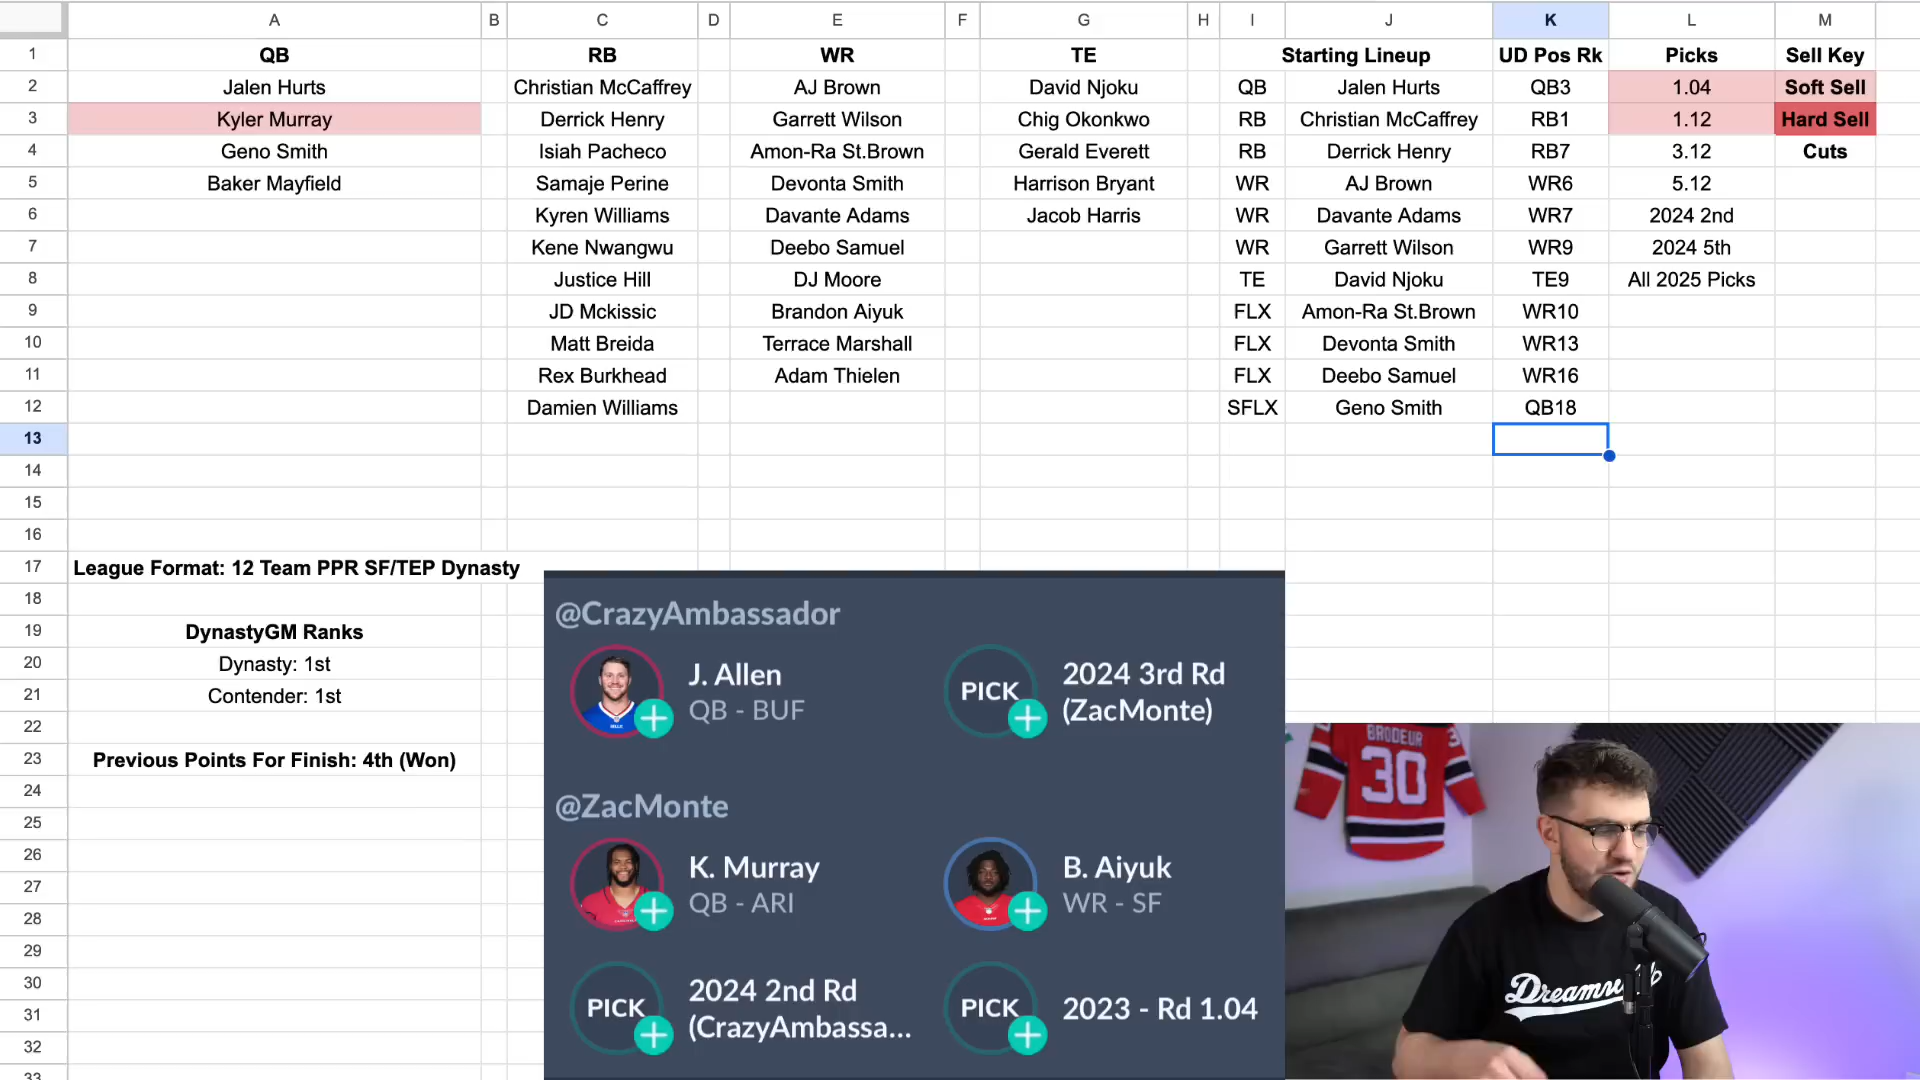 A B C D E F G H I J K L M
1 QB RB WR TE Starting Lineup UD Pos Rk Picks Sell Key
2 Jalen Hurts Christian McCaffrey AJ Brown David Njoku QB Jalen Hurts QB3 1.04 Soft Sell
3 Kyler Murray Derrick Henry Garrett Wilson Chig Okonkwo RB Christian McCaffrey RB1 1.12 Hard Sell
4 Geno Smith Isiah Pacheco Amon-Ra St.Brown Gerald Everett RB Derrick Henry RB7 3.12 Cuts
5 Baker Mayfield Samaje Perine Devonta Smith Harrison Bryant WR AJ Brown WR6 5.12
6 Kyren Williams Davante Adams Jacob Harris WR Davante Adams WR7 2024 2nd
7 Kene Nwangwu Deebo Samuel WR Garrett Wilson WR9 2024 5th
8 Justice Hill DJ Moore TE David Njoku TE9 All 2025 Picks
9 JD Mckissic Brandon Aiyuk FLX Amon-Ra St.Brown WR10
10 Matt Breida Terrace Marshall FLX Devonta Smith WR13
11 Rex Burkhead Adam Thielen FLX Deebo Samuel WR16
12 Damien Williams SFLX Geno Smith QB18
13
14
15
16
17 League Format: 12 Team PPR SF/TEP Dynasty
18
19 DynastyGM Ranks
20 Dynasty: 1st
21 Contender: 1st
22
23 Previous Points For Finish: 4th (Won)
24
25
26
27
28
29
30
31
32
33
@CrazyAmbassador
J. Allen
QB - BUF
PICK
2024 3rd Rd
(ZacMonte)
@ZacMonte
K. Murray
QB - ARI
B. Aiyuk
WR - SF
PICK
2024 2nd Rd
(CrazyAmbassa...
PICK
2023 - Rd 1.04
BRODEUR
30